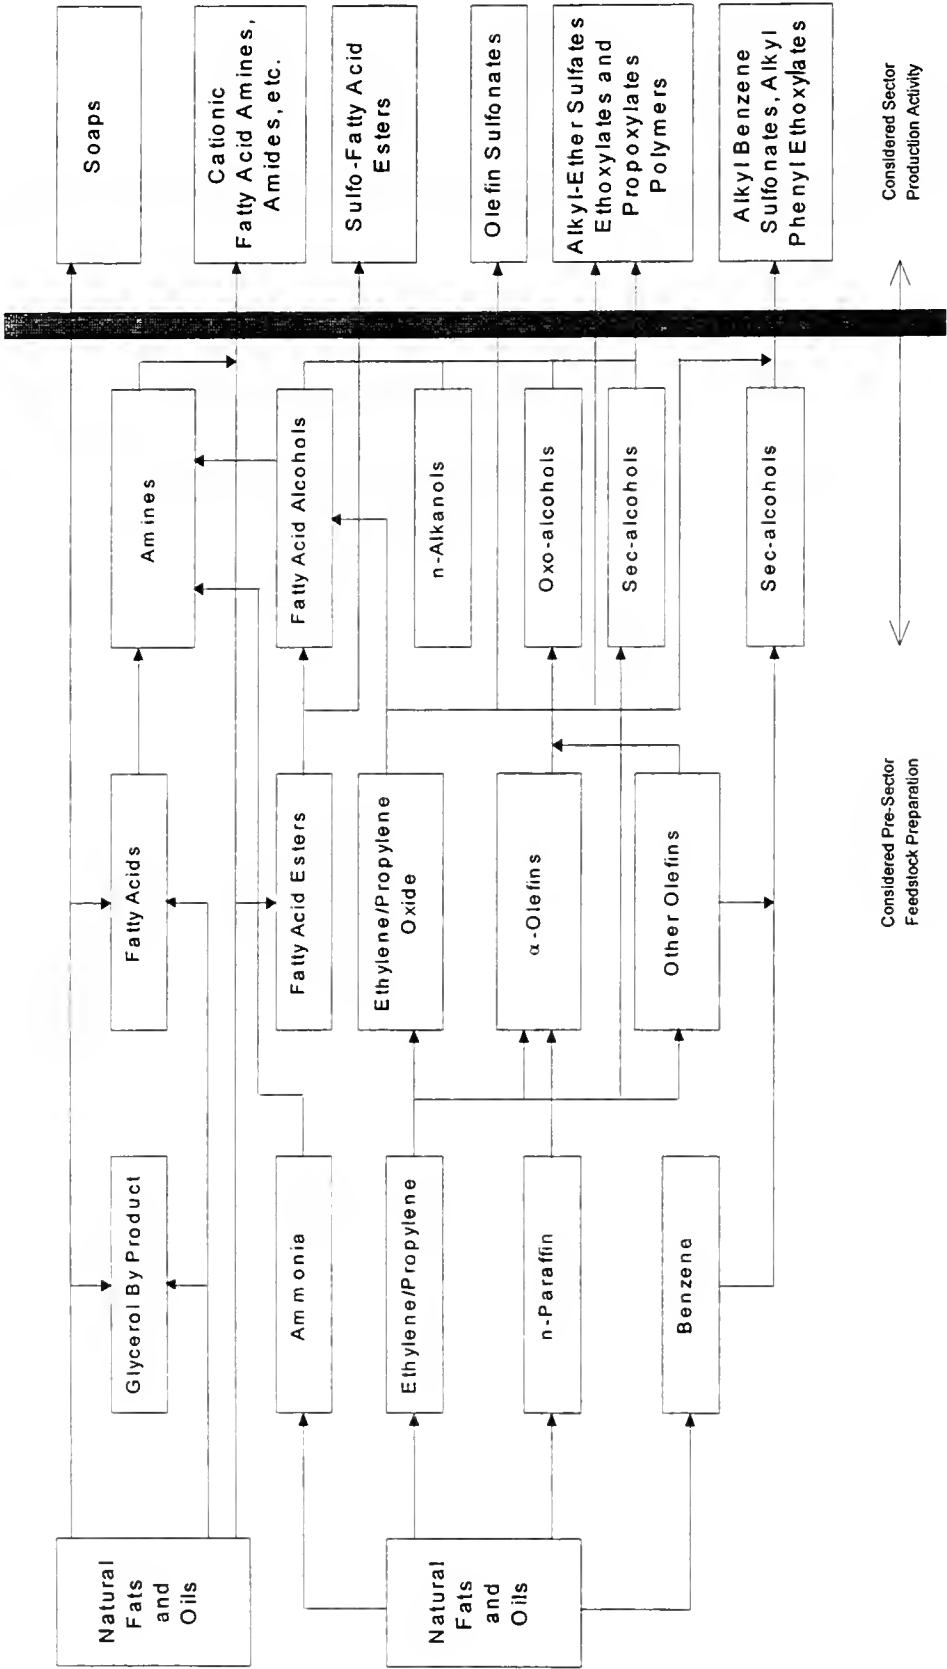 Natural
Fats
and
Oils
Natural
Fats
and
Oils
Glycerol By Product
Ammonia
Ethylene/Propylene
n-Paraffin
Benzene
Fatty Acids
Fatty Acid Esters
Ethylene/Propylene
Oxide
α-Olefins
Other Olefins
Amines
Fatty Acid Alcohols
n-Alkanols
Oxo-alcohols
Sec-alcohols
Sec-alcohols
Soaps
Cationic
Fatty Acid Amines,
Amides, etc.
Sulfo-Fatty Acid
Esters
Olefin Sulfonates
Alkyl-Ether Sulfates
Ethoxylates and
Propoxylates
Polymers
Alkyl Benzene
Sulfonates, Alkyl
Phenyl Ethoxylates
Considered Pre-Sector
Feedstock Preparation
Considered Sector
Production Activity